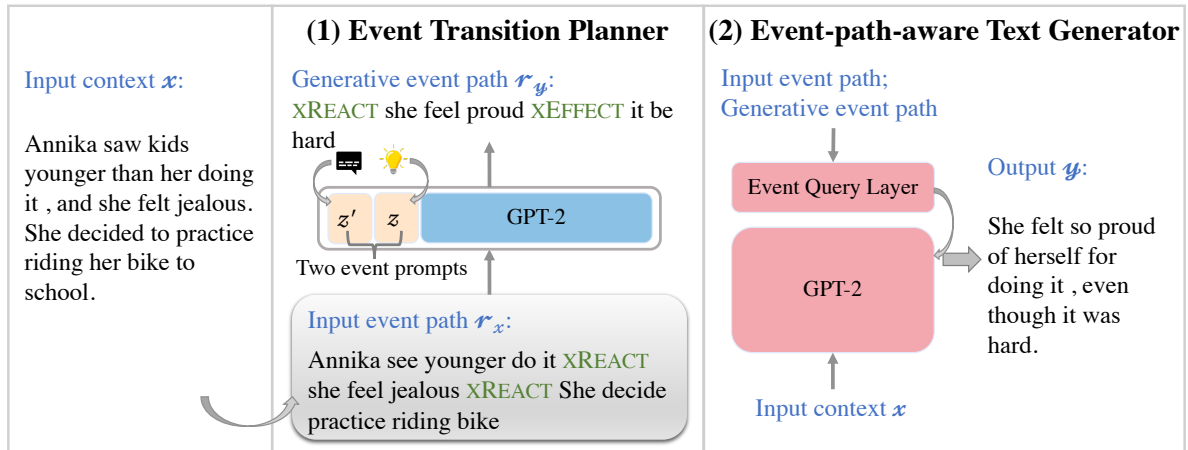 Input context x:
Annika saw kids
younger than her doing
it , and she felt jealous.
She decided to practice
riding her bike to
school.
(1) Event Transition Planner
Generative event path r_y:
xREACT she feel proud xEFFECT it be
hard
z′ z GPT-2
Two event prompts
Input event path r_x:
Annika see younger do it xREACT
she feel jealous xREACT She decide
practice riding bike
(2) Event-path-aware Text Generator
Input event path;
Generative event path
Event Query Layer
GPT-2
Input context x
Output y:
She felt so proud
of herself for
doing it , even
though it was
hard.